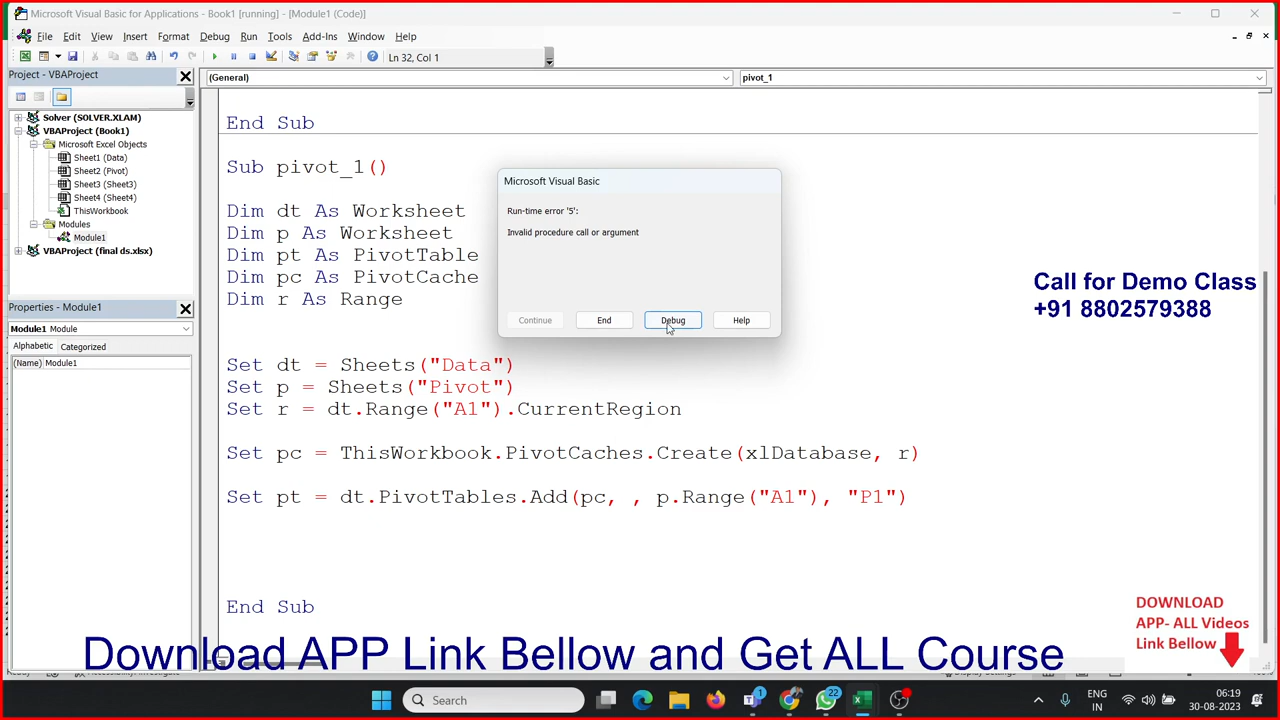 Microsoft Visual Basic for Applications - Book1 [running] - [Module1 (Code)]
File Edit View Insert Format Debug Run Tools Add-Ins Window Help
Ln 32, Col 1
Project - VBAProject
(General)
pivot_1
Solver (SOLVER.XLAM)
VBAProject (Book1)
Microsoft Excel Objects
Sheet1 (Data)
Sheet2 (Pivot)
Sheet3 (Sheet3)
Sheet4 (Sheet4)
ThisWorkbook
Modules
Module1
VBAProject (final ds.xlsx)
Properties - Module1
Module1 Module
Alphabetic Categorized
(Name) Module1
End Sub
Sub pivot_1()
Dim dt As Worksheet
Dim p As Worksheet
Dim pt As PivotTable
Dim pc As PivotCache
Dim r As Range
Set dt = Sheets("Data")
Set p = Sheets("Pivot")
Set r = dt.Range("A1").CurrentRegion
Set pc = ThisWorkbook.PivotCaches.Create(xlDatabase, r)
Set pt = dt.PivotTables.Add(pc, , p.Range("A1"), "P1")
End Sub
Microsoft Visual Basic
Run-time error '5':
Invalid procedure call or argument
Continue End Debug Help
Call for Demo Class
+91 8802579388
DOWNLOAD
APP- ALL Videos
Link Bellow
Download APP Link Bellow and Get ALL Course
Search
1
22
ENG
IN
06:19
30-08-2023